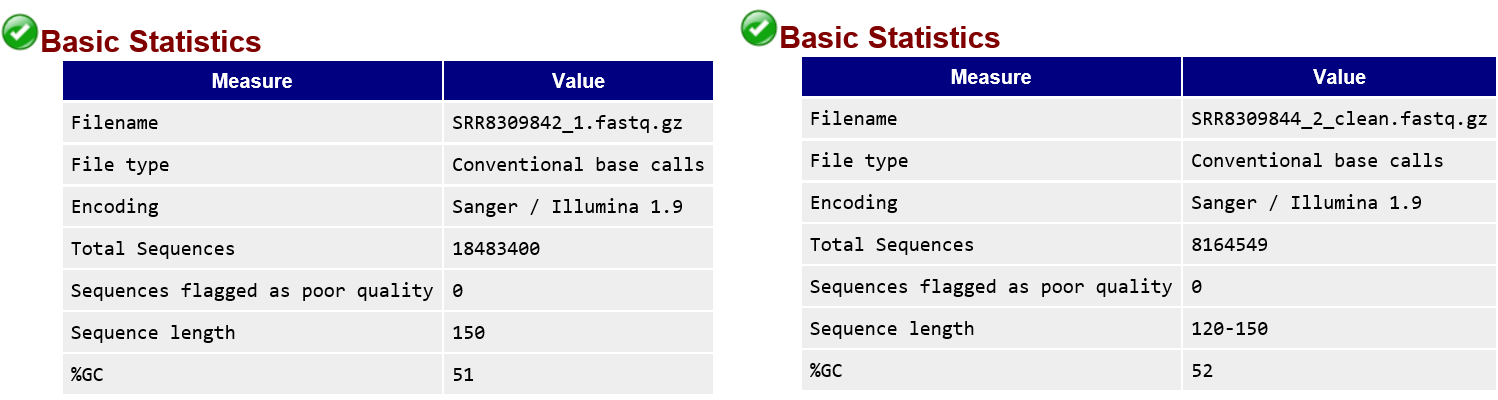 Basic Statistics
Measure Value
Filename SRR8309842_1.fastq.gz
File type Conventional base calls
Encoding Sanger / Illumina 1.9
Total Sequences 18483400
Sequences flagged as poor quality 0
Sequence length 150
%GC 51
Basic Statistics
Measure Value
Filename SRR8309844_2_clean.fastq.gz
File type Conventional base calls
Encoding Sanger / Illumina 1.9
Total Sequences 8164549
Sequences flagged as poor quality 0
Sequence length 120-150
%GC 52